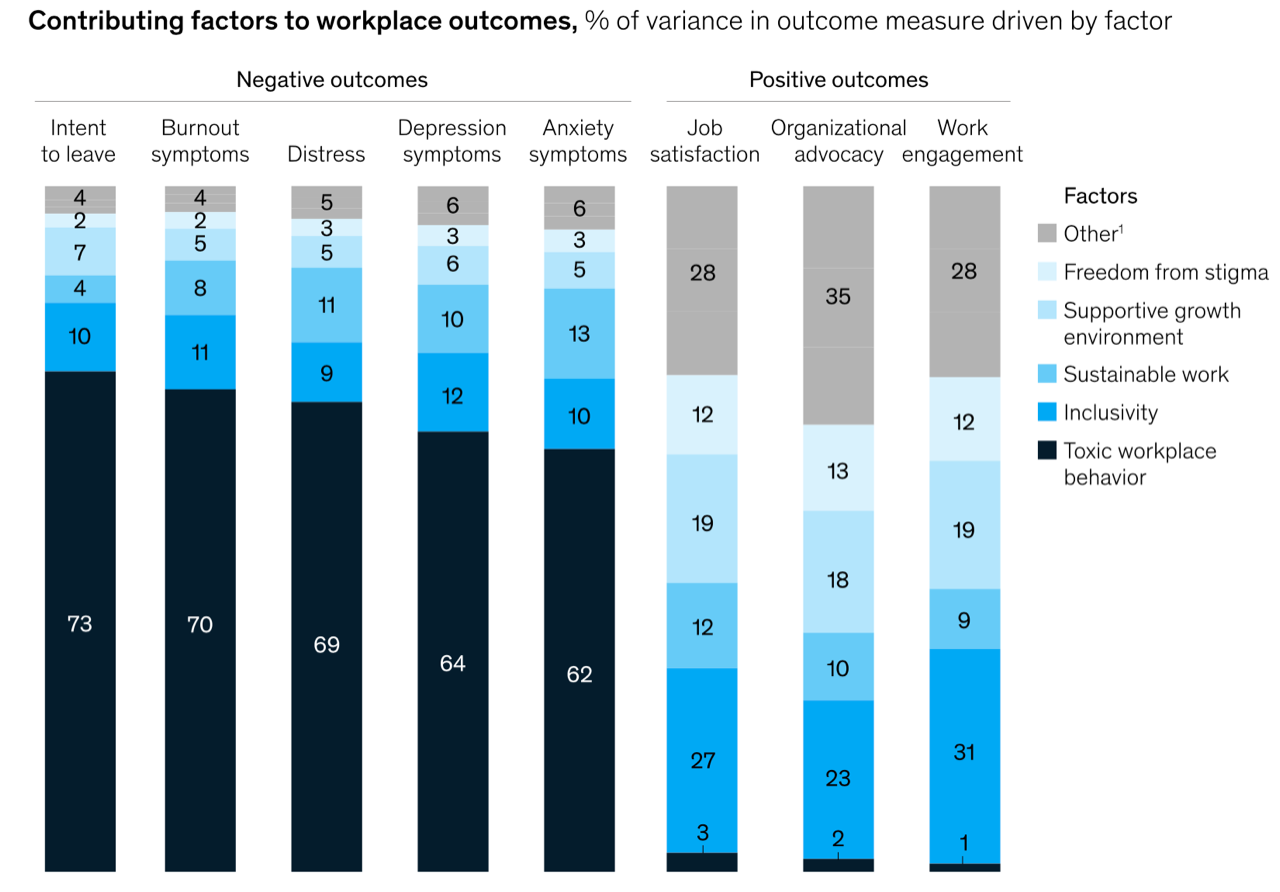 Contributing factors to workplace outcomes, % of variance in outcome measure driven by factor
Negative outcomes
Positive outcomes
Intent
to leave
Burnout
symptoms
Distress
Depression
symptoms
Anxiety
symptoms
Job
satisfaction
Organizational
advocacy
Work
engagement
4
2
7
4
10
73
4
2
5
8
11
70
5
3
5
11
9
69
6
3
6
10
12
64
6
3
5
13
10
62
28
12
19
12
27
3
35
13
18
10
23
2
28
12
19
9
31
1
Factors
Other¹
Freedom from stigma
Supportive growth
environment
Sustainable work
Inclusivity
Toxic workplace
behavior